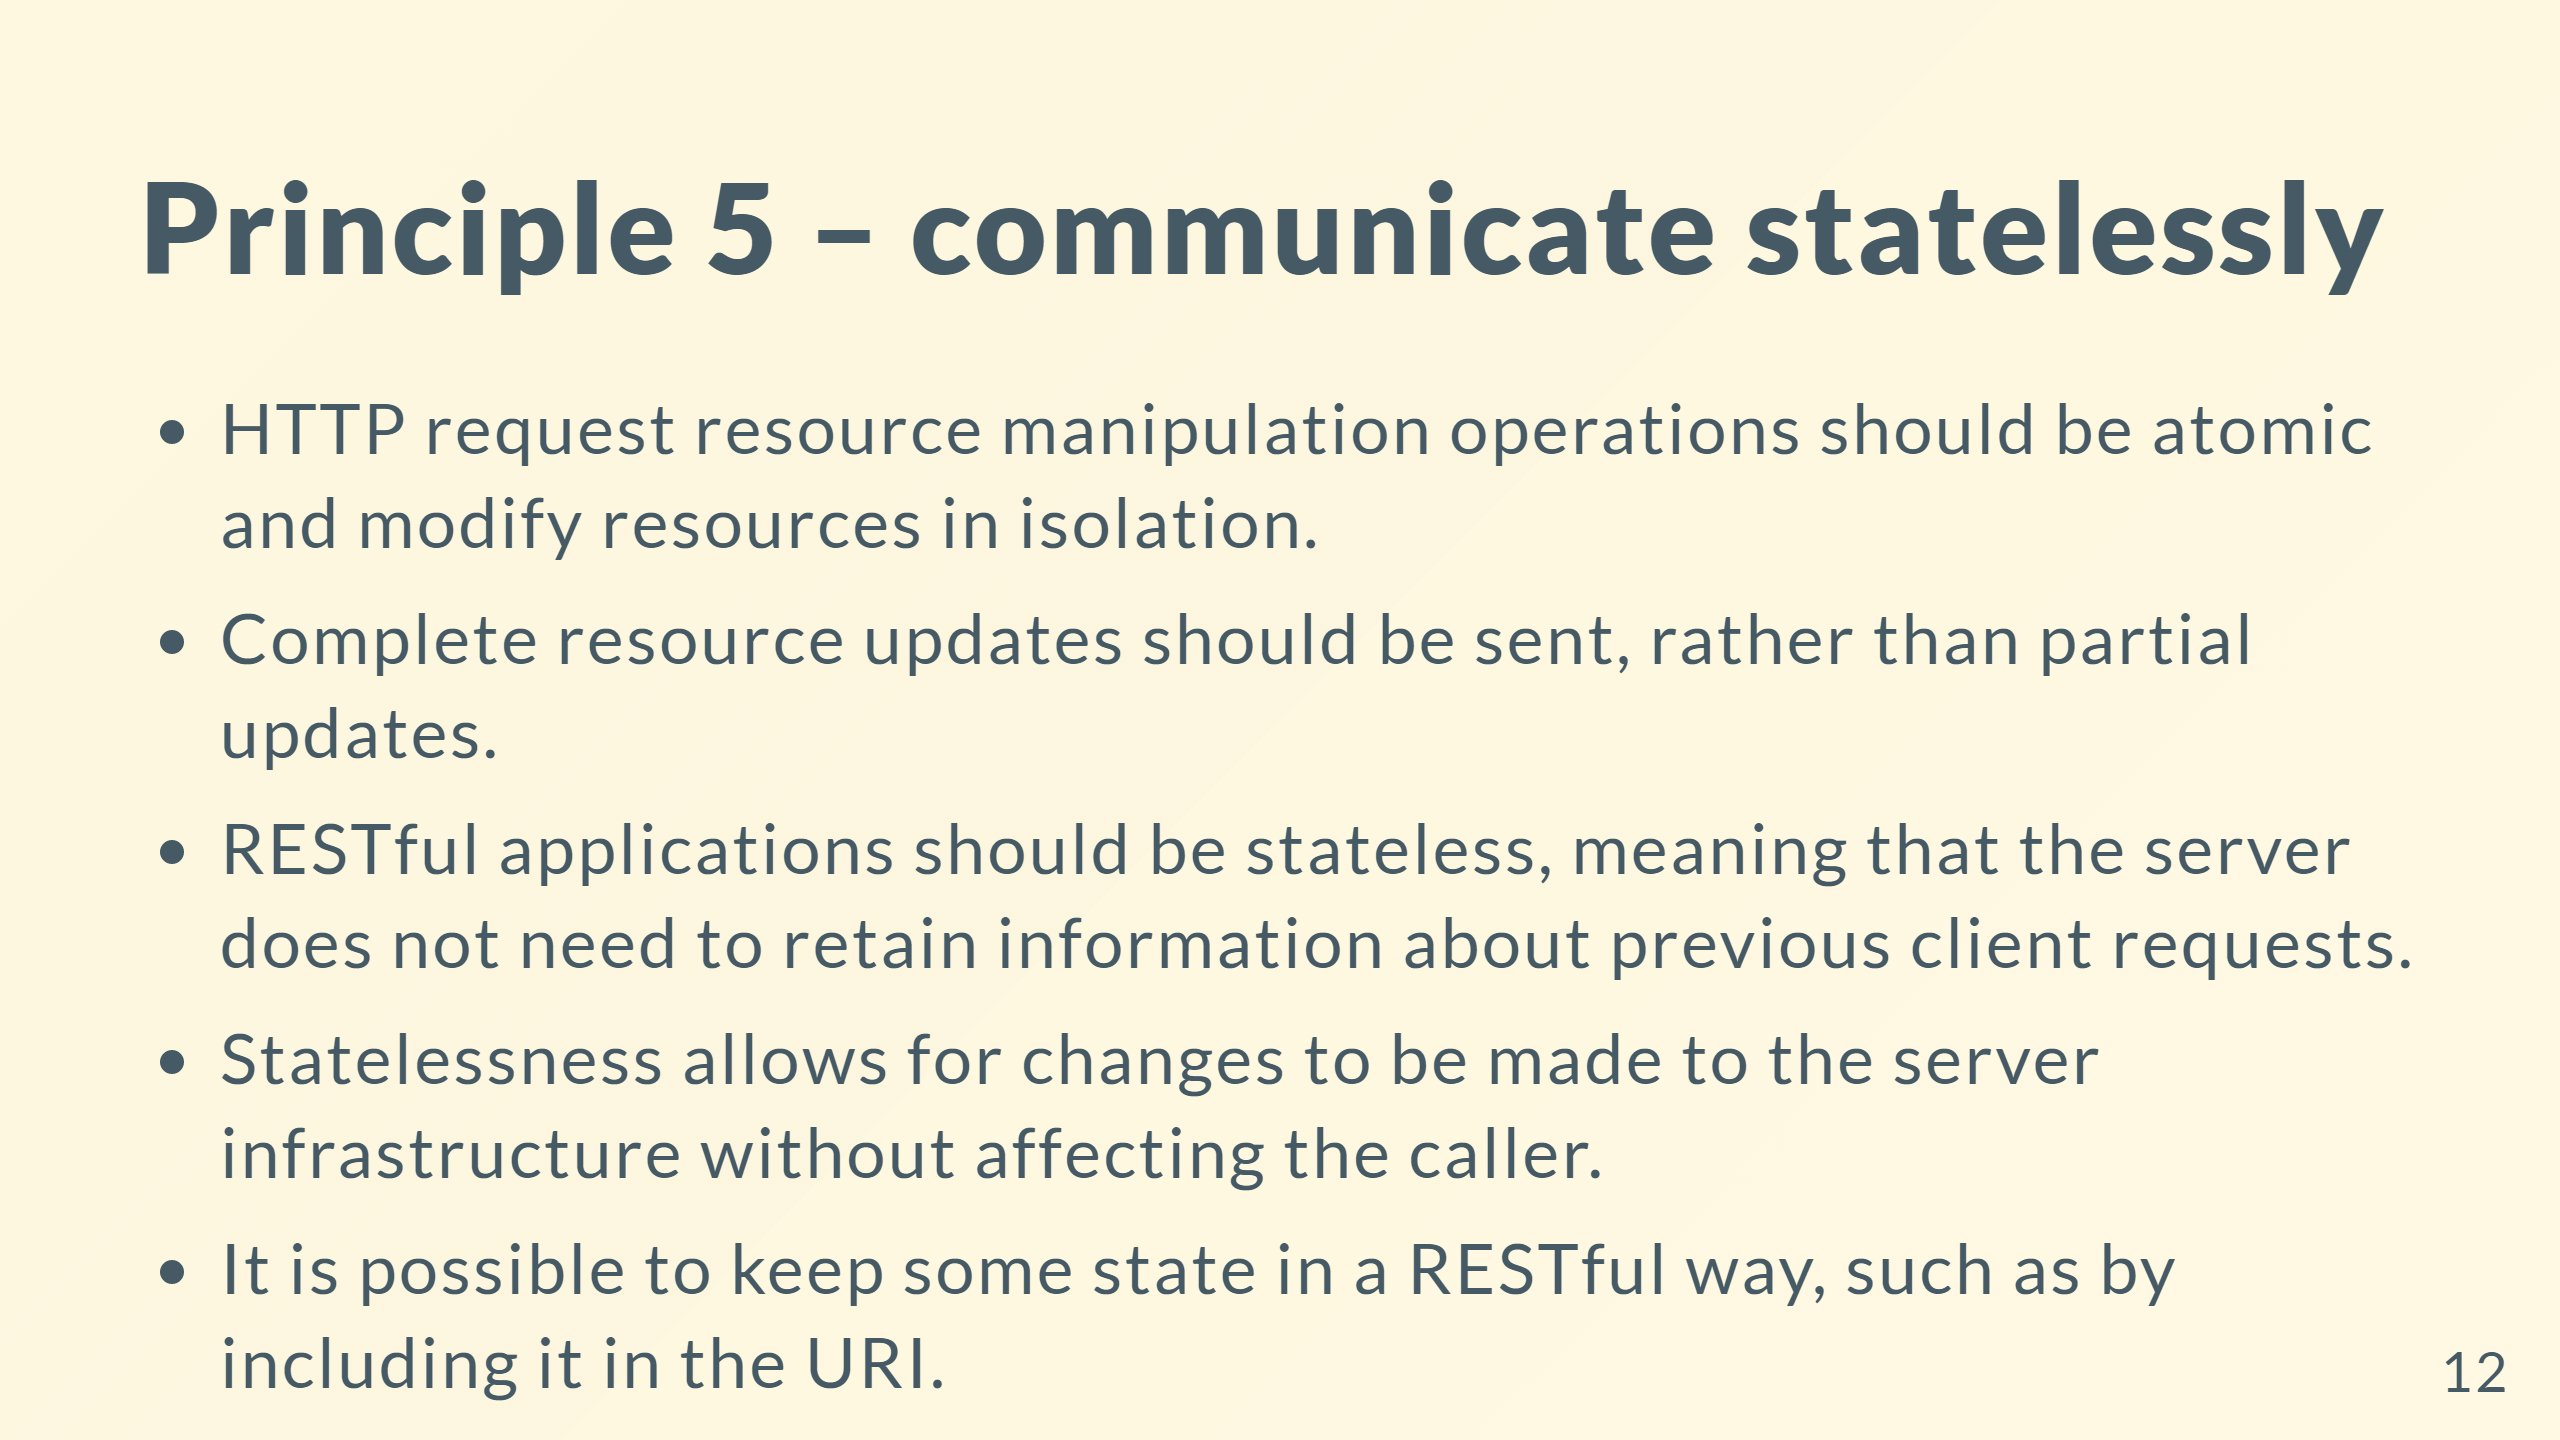 Principle 5 – communicate statelessly
• HTTP request resource manipulation operations should be atomic
and modify resources in isolation.
• Complete resource updates should be sent, rather than partial
updates.
• RESTful applications should be stateless, meaning that the server
does not need to retain information about previous client requests.
• Statelessness allows for changes to be made to the server
infrastructure without affecting the caller.
• It is possible to keep some state in a RESTful way, such as by
including it in the URI.
12